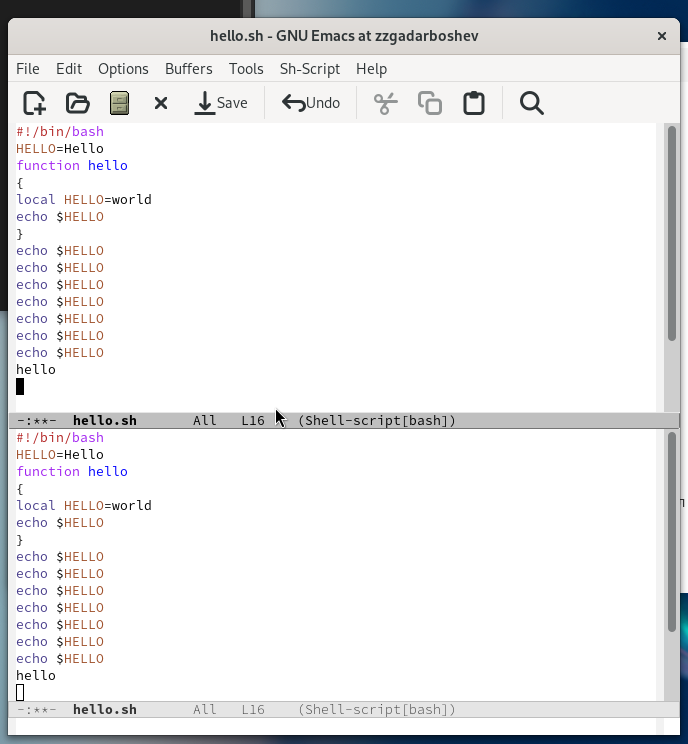 hello.sh - GNU Emacs at zzgadarboshev ×
File Edit Options Buffers Tools Sh-Script Help
Save Undo
#!/bin/bash
HELLO=Hello
function hello
{
local HELLO=world
echo $HELLO
}
echo $HELLO
echo $HELLO
echo $HELLO
echo $HELLO
echo $HELLO
echo $HELLO
echo $HELLO
hello
-:**- hello.sh All L16 (Shell-script[bash])
#!/bin/bash
HELLO=Hello
function hello
{
local HELLO=world
echo $HELLO
}
echo $HELLO
echo $HELLO
echo $HELLO
echo $HELLO
echo $HELLO
echo $HELLO
echo $HELLO
hello
-:**- hello.sh All L16 (Shell-script[bash])